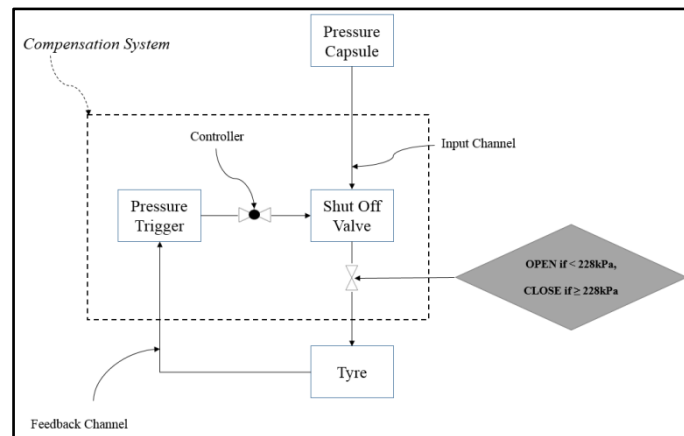 Pressure
Capsule
Compensation System
Controller
Input Channel
Pressure
Trigger
Shut Off
Valve
OPEN if < 228kPa,
CLOSE if ≥ 228kPa
Tyre
Feedback Channel